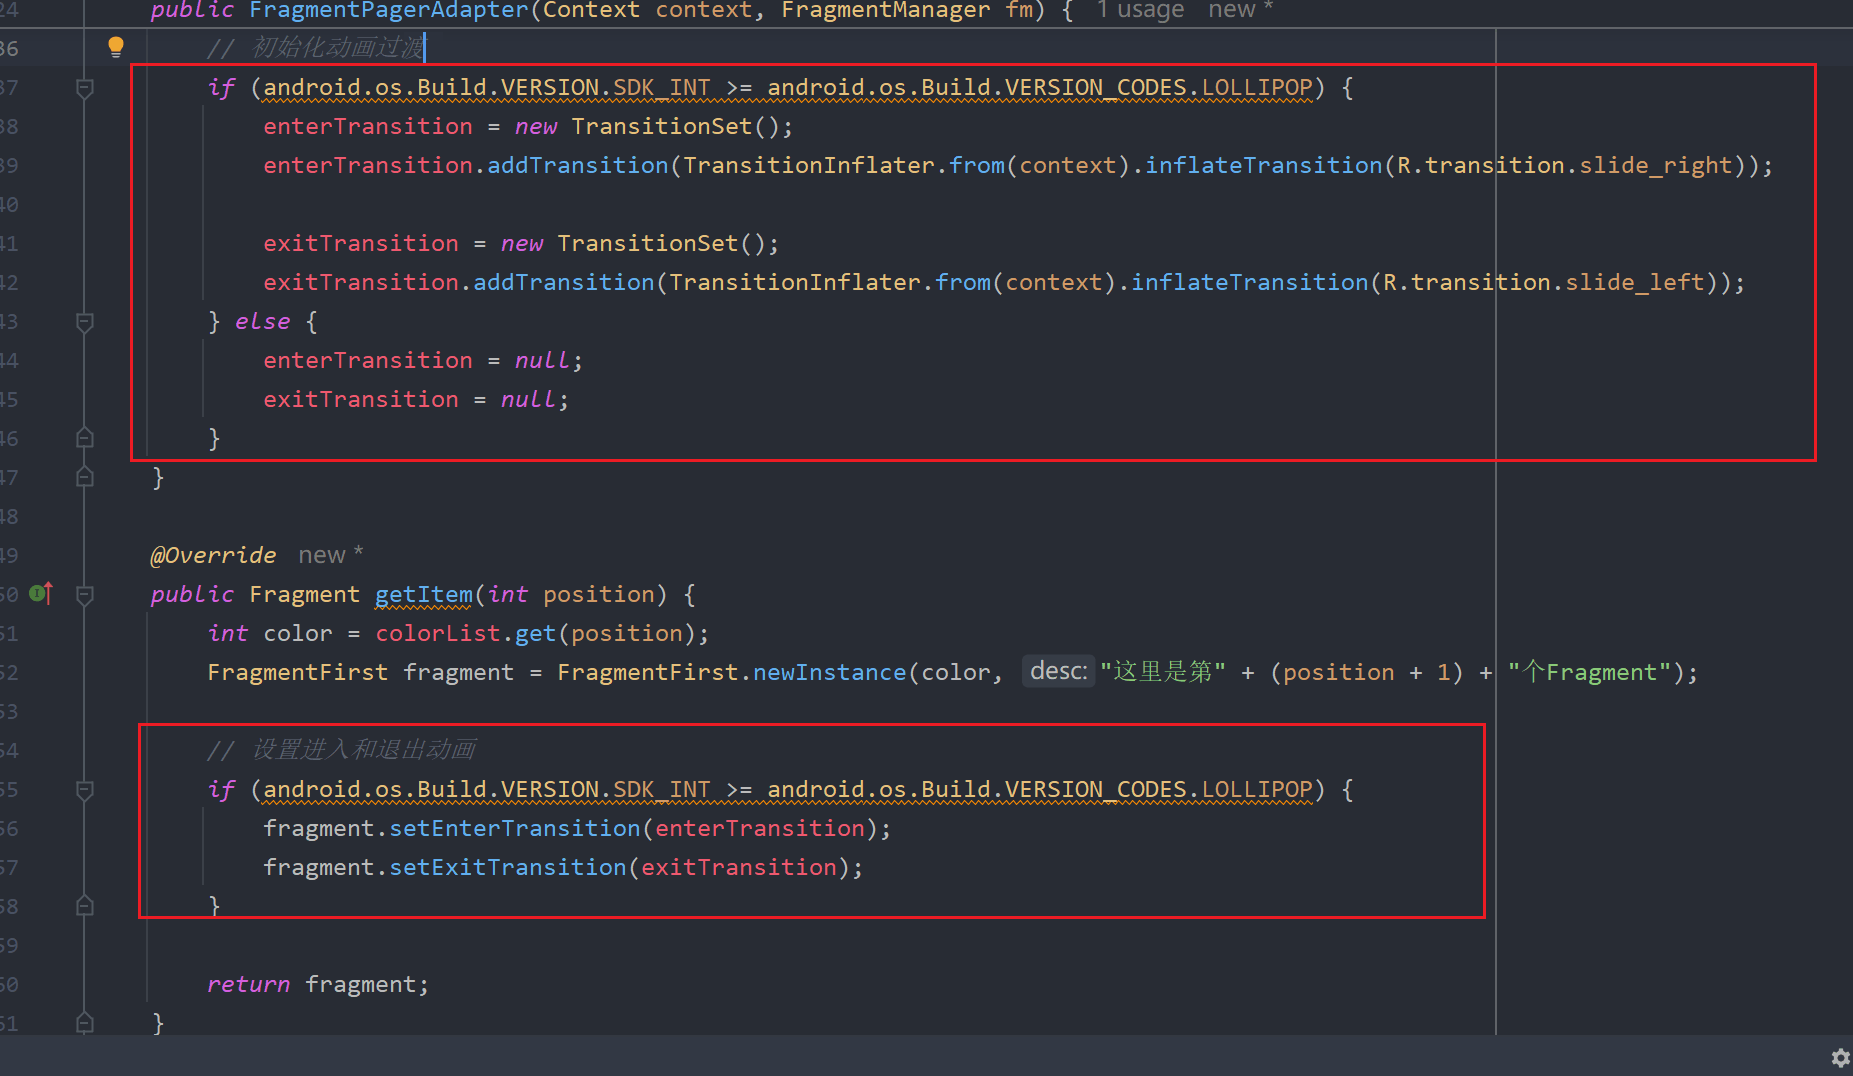 24 public FragmentPagerAdapter(Context context, FragmentManager fm) { 1 usage new *
36 // 初始化动画过渡
37 if (android.os.Build.VERSION.SDK_INT >= android.os.Build.VERSION_CODES.LOLLIPOP) {
38 enterTransition = new TransitionSet();
39 enterTransition.addTransition(TransitionInflater.from(context).inflateTransition(R.transition.slide_right));
40
41 exitTransition = new TransitionSet();
42 exitTransition.addTransition(TransitionInflater.from(context).inflateTransition(R.transition.slide_left));
43 } else {
44 enterTransition = null;
45 exitTransition = null;
46 }
47 }
48
49 @Override new *
50 public Fragment getItem(int position) {
51 int color = colorList.get(position);
52 FragmentFirst fragment = FragmentFirst.newInstance(color, desc: "这里是第" + (position + 1) + "个Fragment");
53
54 // 设置进入和退出动画
55 if (android.os.Build.VERSION.SDK_INT >= android.os.Build.VERSION_CODES.LOLLIPOP) {
56 fragment.setEnterTransition(enterTransition);
57 fragment.setExitTransition(exitTransition);
58 }
59
60 return fragment;
61 }